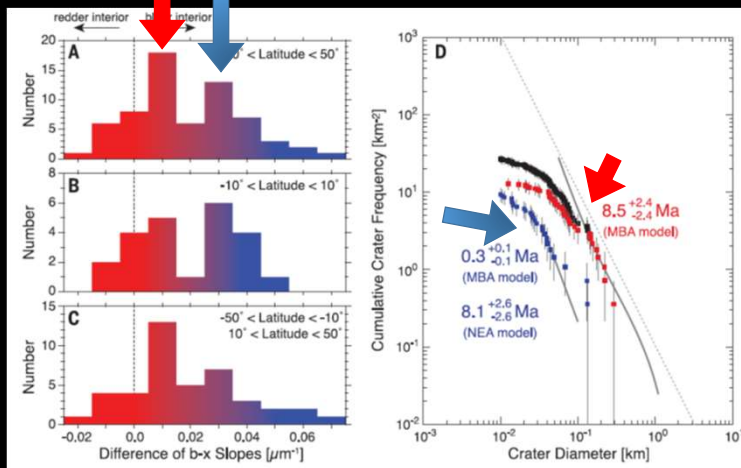 redder interior
interior
20
15
10
5
0
A
< Latitude < 50°
Number
8
6
4
2
0
B
-10° < Latitude < 10°
Number
20
15
10
5
0
C
-50° < Latitude < -10°
10° < Latitude < 50°
Number
-0.02 0.0 0.02 0.04 0.06
Difference of b-x Slopes [μm⁻¹]
D
10³
10²
10¹
10⁰
10⁻¹
10⁻²
Cumulative Crater Frequency [km⁻²]
8.5 +2.4 -2.4 Ma
(MBA model)
0.3 +0.1 -0.1 Ma
(MBA model)
8.1 +2.6 -2.6 Ma
(NEA model)
10⁻³ 10⁻² 10⁻¹ 10⁰ 10¹
Crater Diameter [km]